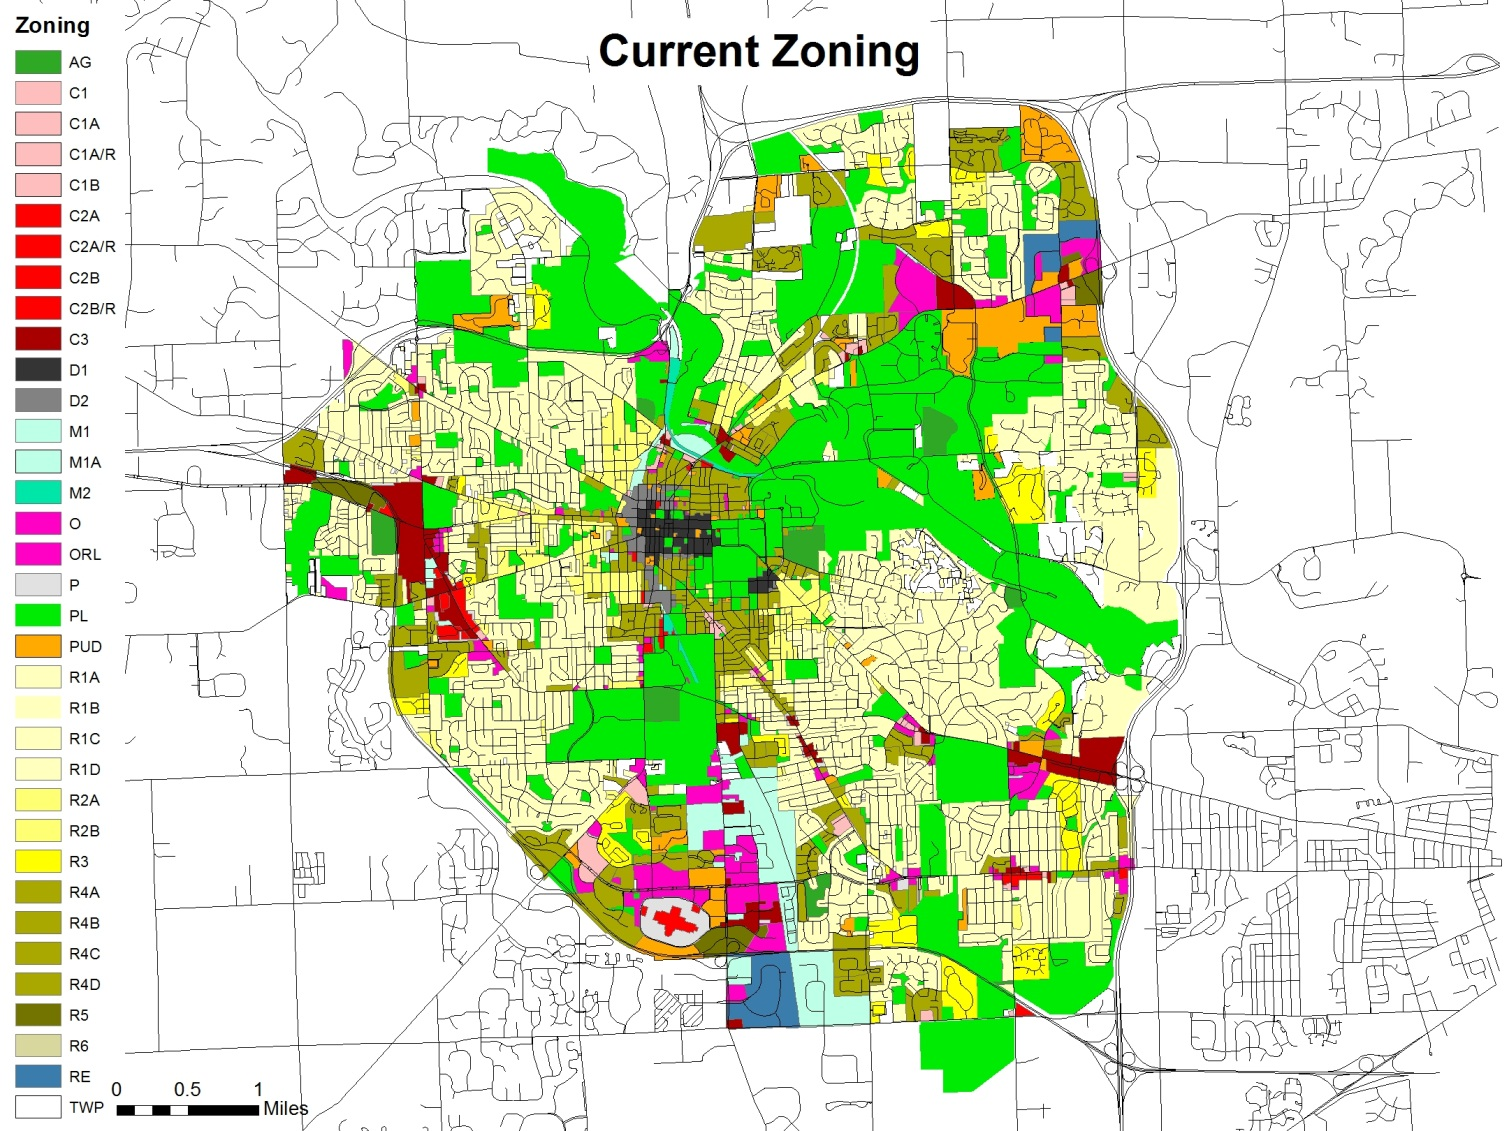 Current Zoning
Zoning
AG
C1
C1A
C1A/R
C1B
C2A
C2A/R
C2B
C2B/R
C3
D1
D2
M1
M1A
M2
O
ORL
P
PL
PUD
R1A
R1B
R1C
R1D
R2A
R2B
R3
R4A
R4B
R4C
R4D
R5
R6
RE
TWP
0 0.5 1
Miles